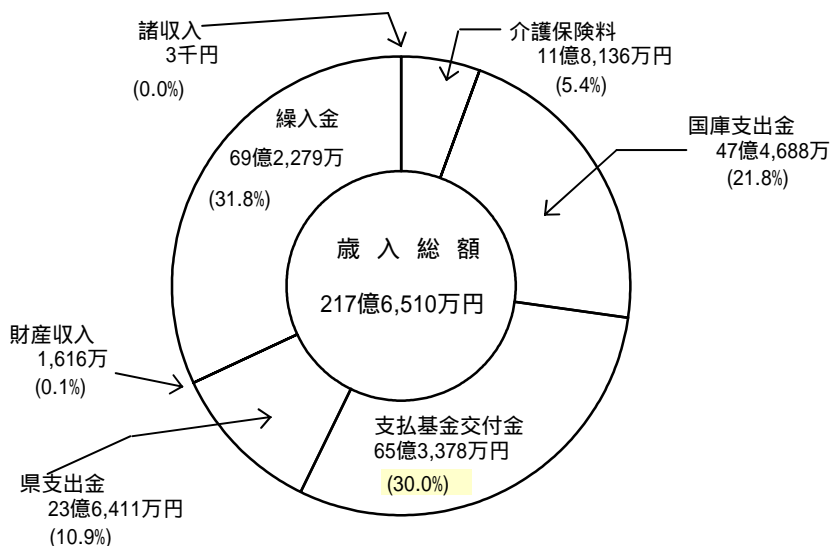 諸収入
3千円
(0.0%)
介護保険料
11億8,136万円
(5.4%)
国庫支出金
47億4,688万
(21.8%)
繰入金
69億2,279万
(31.8%)
歳入総額
217億6,510万円
財産収入
1,616万
(0.1%)
支払基金交付金
65億3,378万円
(30.0%)
県支出金
23億6,411万円
(10.9%)